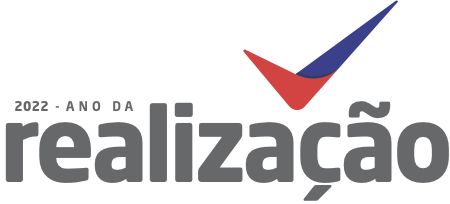 2022 - ANO DA
realização